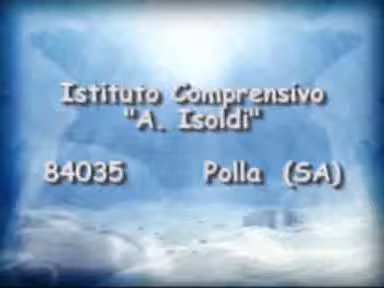 Istituto Comprensivo
"A. Isoldi"
84035 Polla (SA)